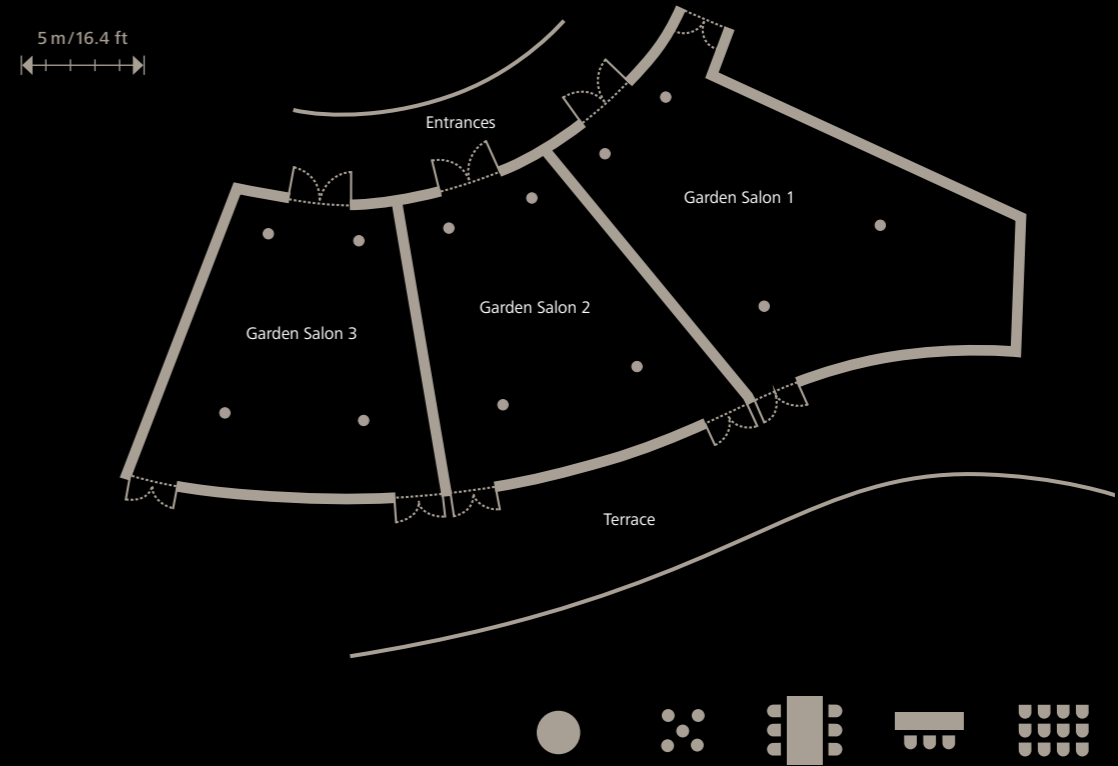 5 m/16.4 ft
Entrances
Garden Salon 1
Garden Salon 2
Garden Salon 3
Terrace